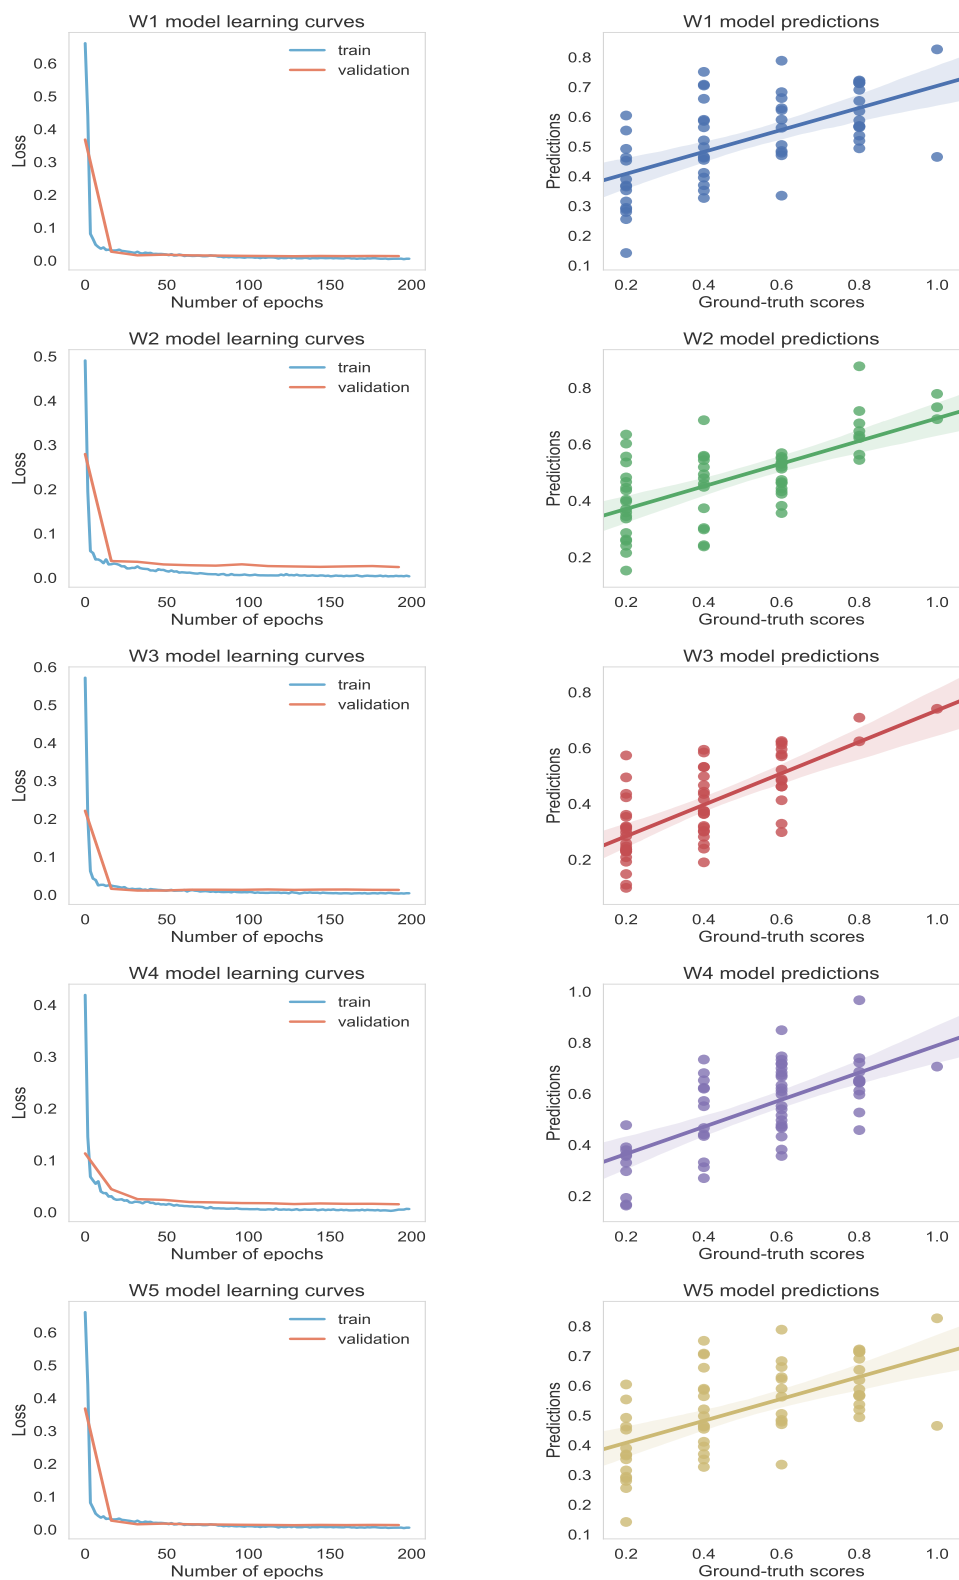 W1 model learning curves
train
validation
Loss
0.6
0.5
0.4
0.3
0.2
0.1
0.0
0 50 100 150 200
Number of epochs
W1 model predictions
Predictions
0.8
0.7
0.6
0.5
0.4
0.3
0.2
0.1
0.2 0.4 0.6 0.8 1.0
Ground-truth scores
W2 model learning curves
train
validation
Loss
0.5
0.4
0.3
0.2
0.1
0.0
0 50 100 150 200
Number of epochs
W2 model predictions
Predictions
0.8
0.6
0.4
0.2
0.2 0.4 0.6 0.8 1.0
Ground-truth scores
W3 model learning curves
train
validation
Loss
0.6
0.5
0.4
0.3
0.2
0.1
0.0
0 50 100 150 200
Number of epochs
W3 model predictions
Predictions
0.8
0.6
0.4
0.2
0.2 0.4 0.6 0.8 1.0
Ground-truth scores
W4 model learning curves
train
validation
Loss
0.4
0.3
0.2
0.1
0.0
0 50 100 150 200
Number of epochs
W4 model predictions
Predictions
1.0
0.8
0.6
0.4
0.2
0.2 0.4 0.6 0.8 1.0
Ground-truth scores
W5 model learning curves
train
validation
Loss
0.6
0.5
0.4
0.3
0.2
0.1
0.0
0 50 100 150 200
Number of epochs
W5 model predictions
Predictions
0.8
0.7
0.6
0.5
0.4
0.3
0.2
0.1
0.2 0.4 0.6 0.8 1.0
Ground-truth scores